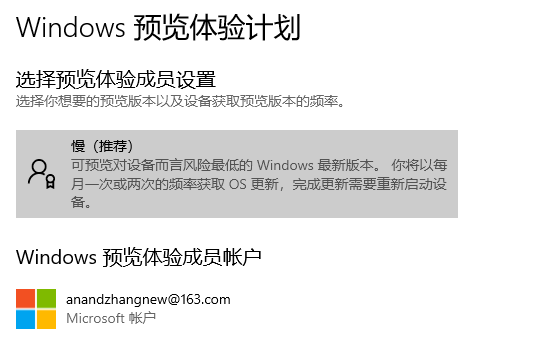 Windows 预览体验计划
选择预览体验成员设置
选择你想要的预览版本以及设备获取预览版本的频率。
慢（推荐）
可预览对设备而言风险最低的 Windows 最新版本。 你将以每
月一次或两次的频率获取 OS 更新，完成更新需要重新启动设
备。
Windows 预览体验成员帐户
anandzhangnew@163.com
Microsoft 帐户